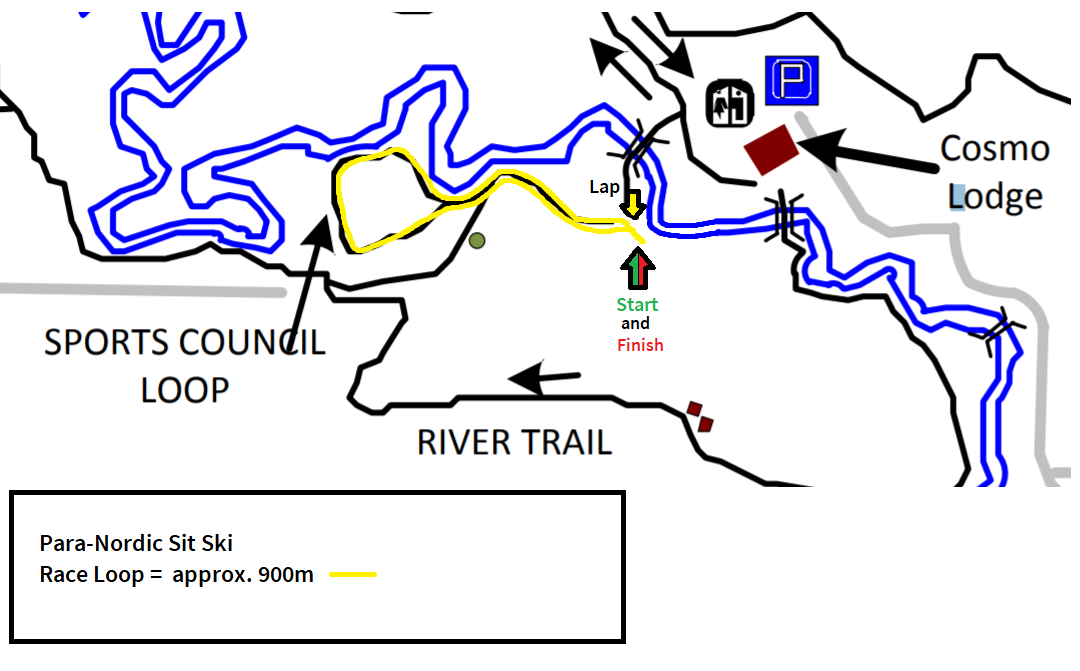 P
Cosmo
Lodge
Lap
Start
and
Finish
SPORTS COUNCIL
LOOP
RIVER TRAIL
Para-Nordic Sit Ski
Race Loop = approx. 900m